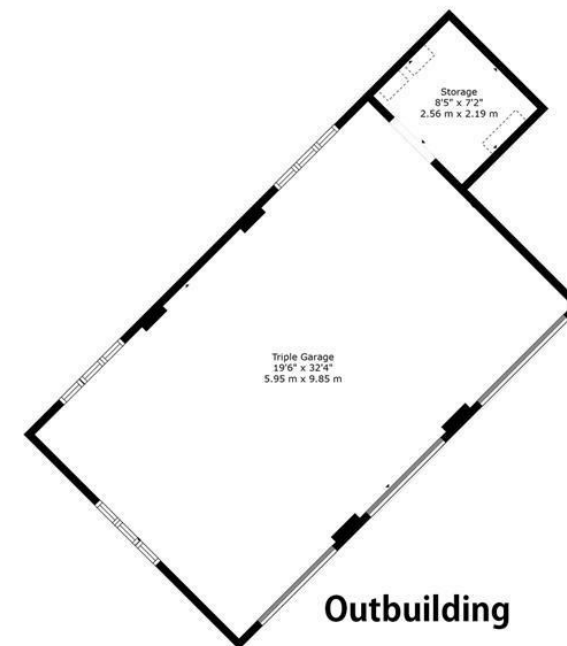 Storage
8'5" x 7'2"
2.56 m x 2.19 m
Triple Garage
19'6" x 32'4"
5.95 m x 9.85 m
Outbuilding